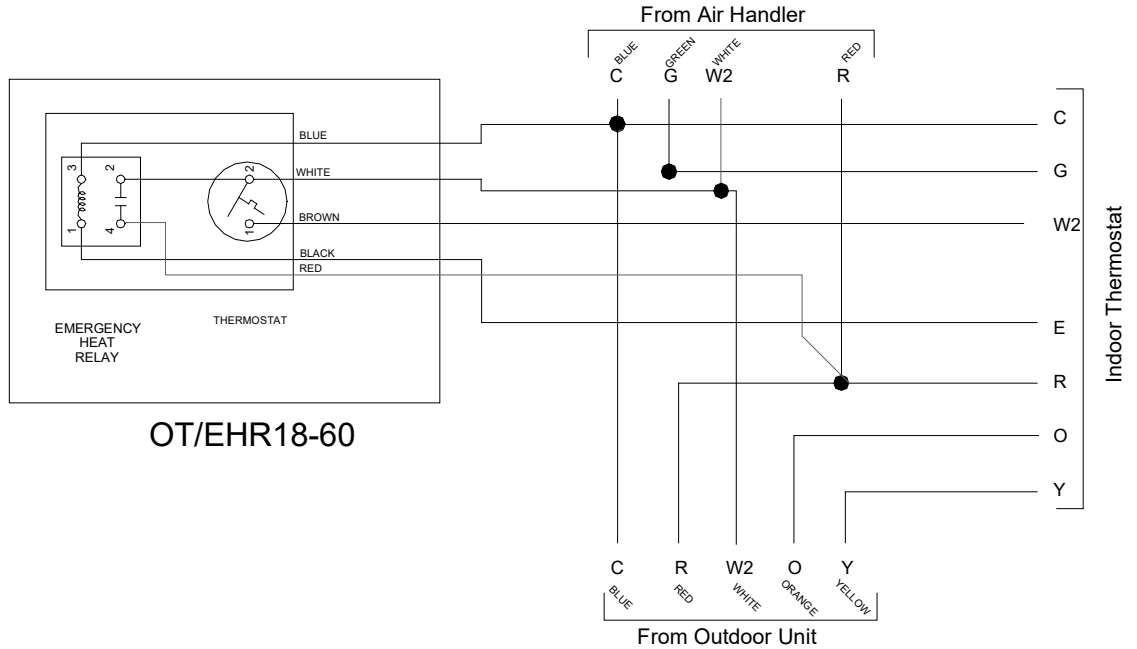 From Air Handler
BLUE
GREEN
WHITE
RED
C
G
W2
R
C
G
W2
E
R
O
Y
Indoor Thermostat
BLUE
WHITE
BROWN
BLACK
RED
3
2
1
4
2
1
EMERGENCY
HEAT
RELAY
THERMOSTAT
OT/EHR18-60
C
R
W2
O
Y
BLUE
RED
WHITE
ORANGE
YELLOW
From Outdoor Unit